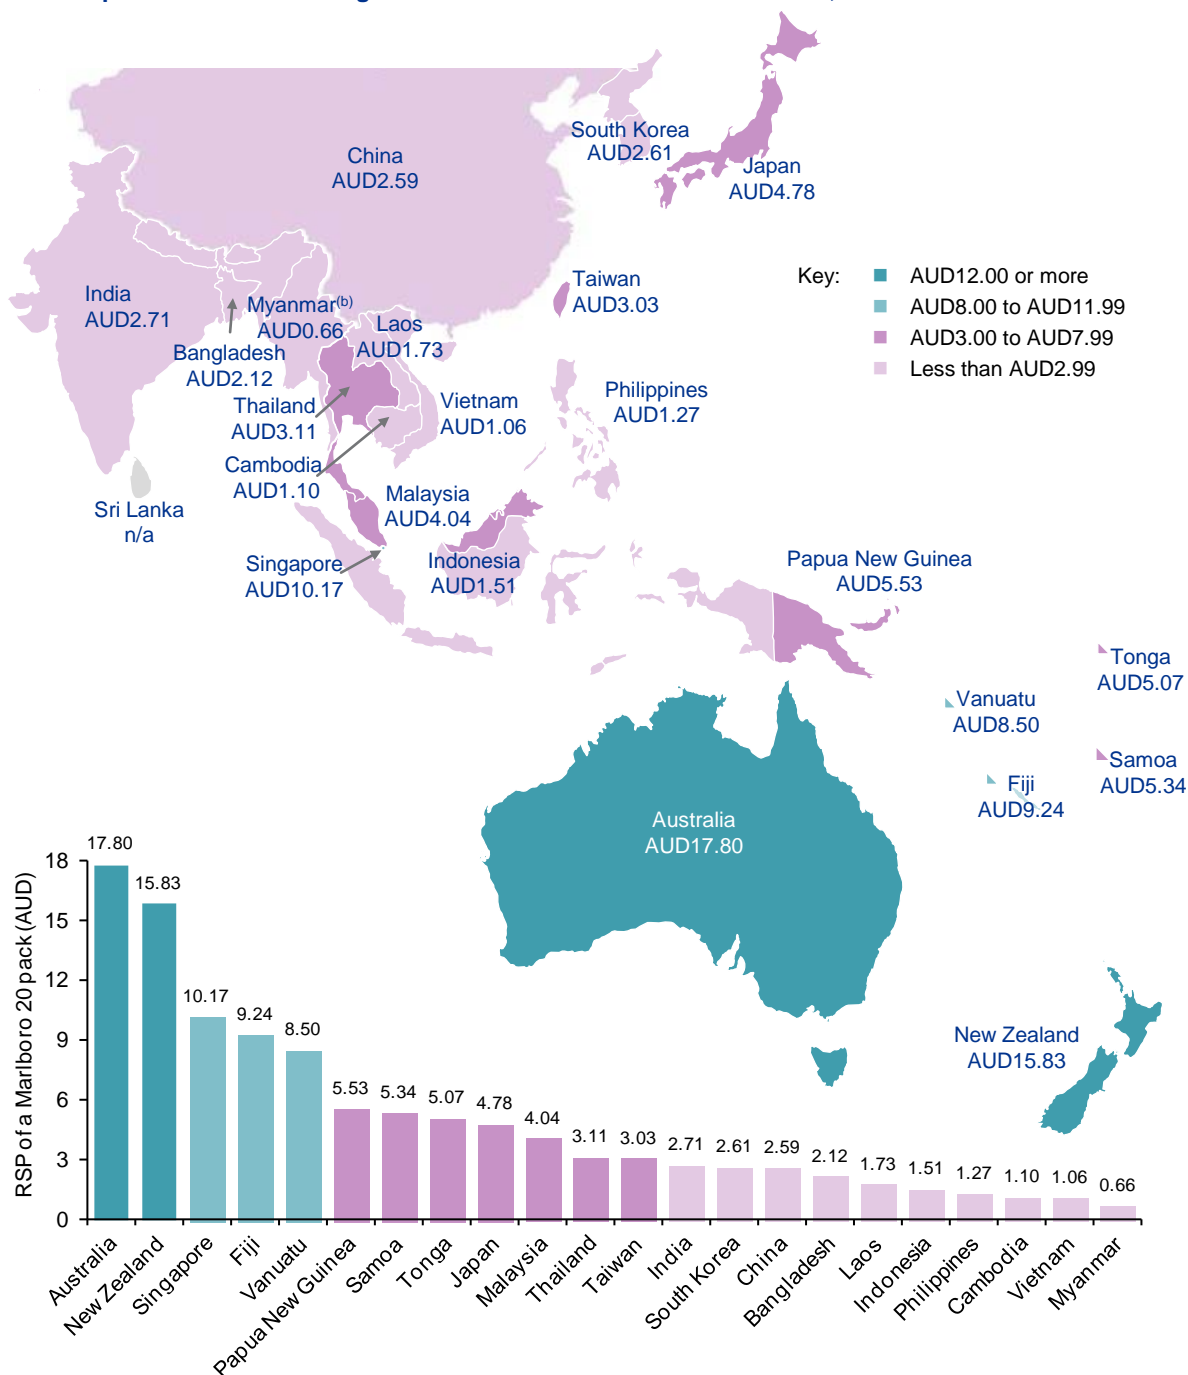 South Korea
AUD2.61
China
AUD2.59
Japan
AUD4.78
Taiwan
AUD3.03
Key:
AUD12.00 or more
AUD8.00 to AUD11.99
AUD3.00 to AUD7.99
Less than AUD2.99
India
AUD2.71
Myanmar(b)
AUD0.66
Laos
AUD1.73
Bangladesh
AUD2.12
Thailand
AUD3.11
Vietnam
AUD1.06
Philippines
AUD1.27
Cambodia
AUD1.10
Malaysia
AUD4.04
Sri Lanka
n/a
Singapore
AUD10.17
Indonesia
AUD1.51
Papua New Guinea
AUD5.53
Tonga
AUD5.07
Vanuatu
AUD8.50
Samoa
AUD5.34
Fiji
AUD9.24
Australia
AUD17.80
New Zealand
AUD15.83
RSP of a Marlboro 20 pack (AUD)
18
15
12
9
6
3
0
17.80
15.83
10.17
9.24
8.50
5.53
5.34
5.07
4.78
4.04
3.11
3.03
2.71
2.61
2.59
2.12
1.73
1.51
1.27
1.10
1.06
0.66
Australia
New Zealand
Singapore
Fiji
Vanuatu
Papua New Guinea
Samoa
Tonga
Japan
Malaysia
Thailand
Taiwan
India
South Korea
China
Bangladesh
Laos
Indonesia
Philippines
Cambodia
Vietnam
Myanmar